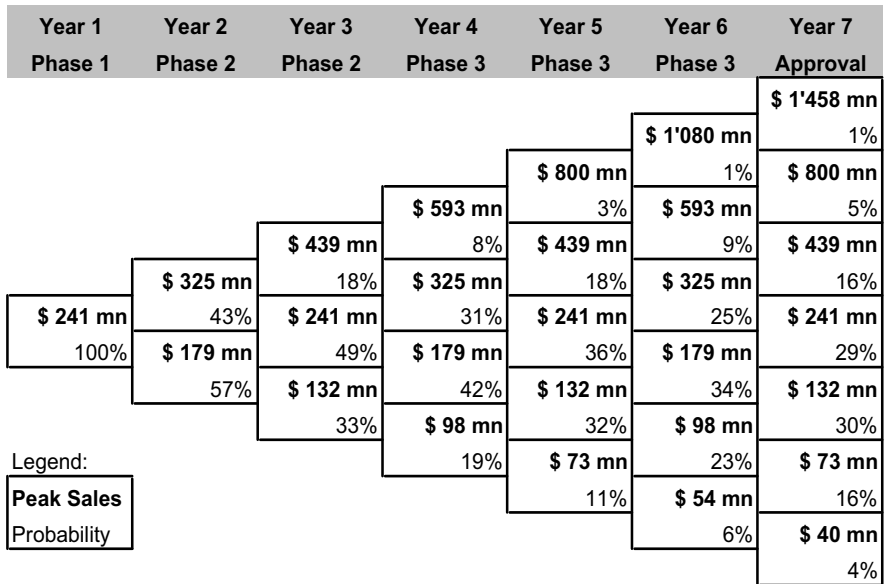 Year 1 Year 2 Year 3 Year 4 Year 5 Year 6 Year 7
Phase 1 Phase 2 Phase 2 Phase 3 Phase 3 Phase 3 Approval
$ 1'458 mn
$ 1'080 mn 1%
$ 800 mn 1% $ 800 mn
$ 593 mn 3% $ 593 mn 5%
$ 439 mn 8% $ 439 mn 9% $ 439 mn
$ 325 mn 18% $ 325 mn 18% $ 325 mn 16%
$ 241 mn 43% $ 241 mn 31% $ 241 mn 25% $ 241 mn
100% $ 179 mn 49% $ 179 mn 36% $ 179 mn 29%
57% $ 132 mn 42% $ 132 mn 34% $ 132 mn
33% $ 98 mn 32% $ 98 mn 30%
Legend: 19% $ 73 mn 23% $ 73 mn
Peak Sales 11% $ 54 mn 16%
Probability 6% $ 40 mn
4%